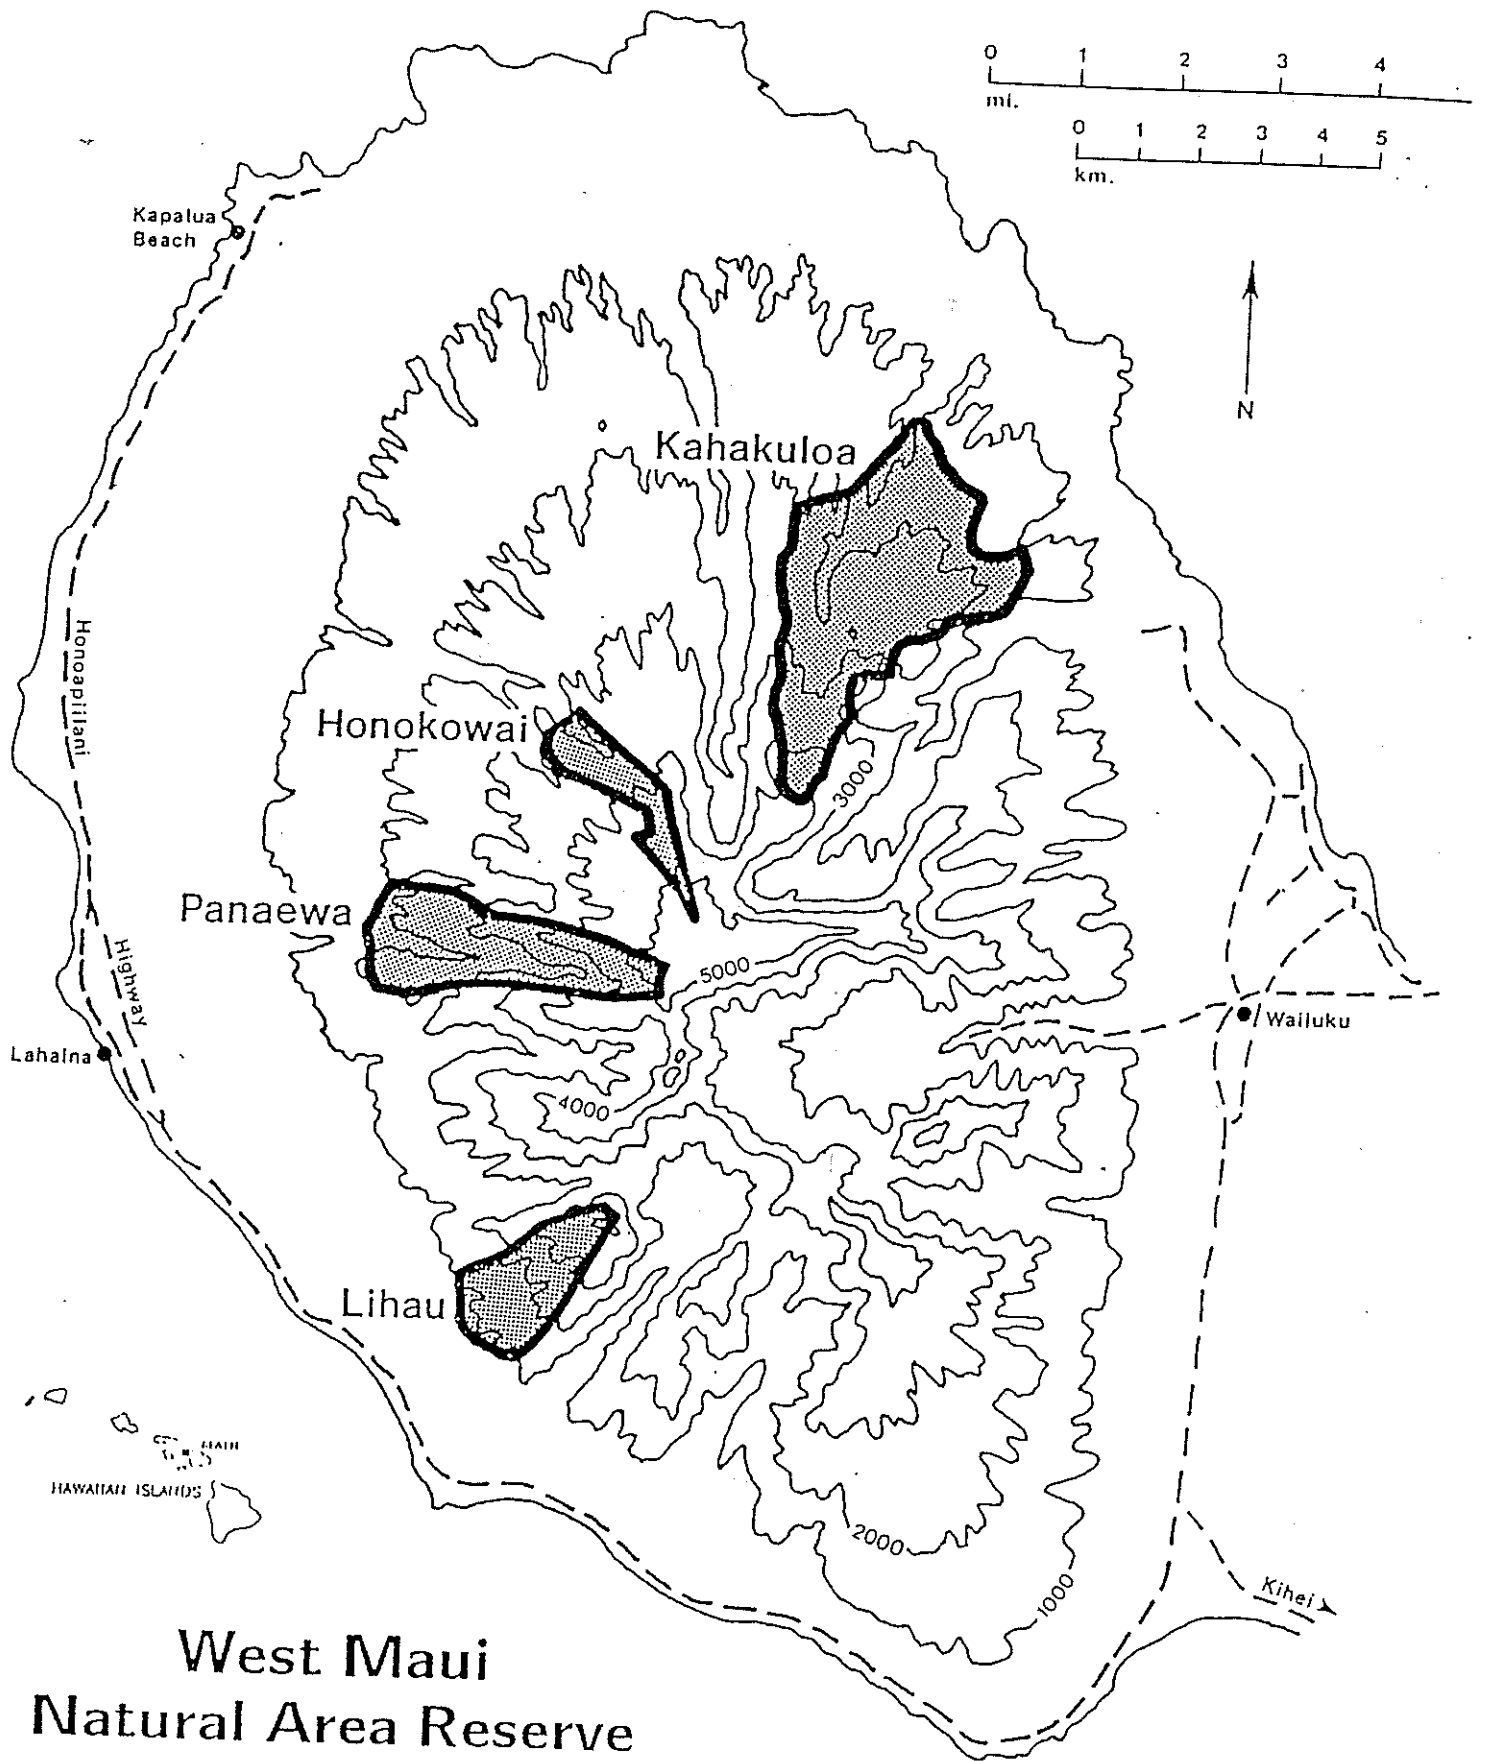 0 1 2 3 4
mi.
0 1 2 3 4 5
km.
Kapalua
Beach
N
Kahakuloa
Honoapiilani
Honokowai
3000
Panaewa
Highway
5000
Wailuku
Lahaina
4000
Lihau
HAWAIIAN ISLANDS
2000
1000
Kihei
West Maui
Natural Area Reserve